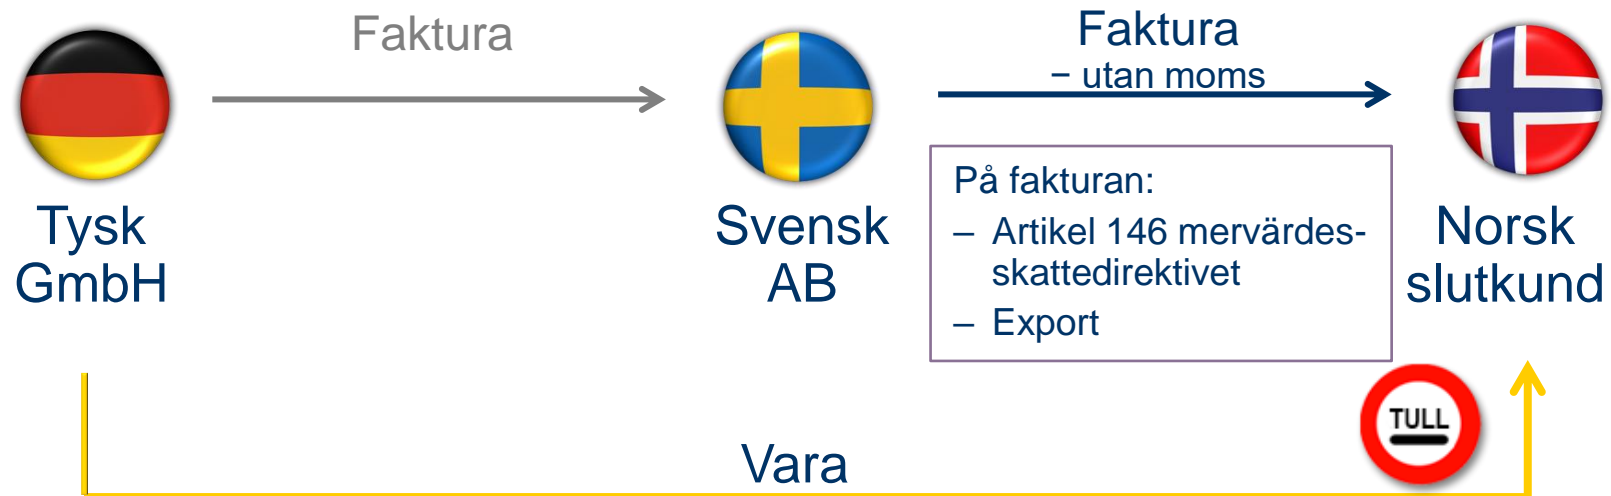 Faktura
Faktura
− utan moms
På fakturan:
– Artikel 146 mervärdes-
skattedirektivet
– Export
Tysk
GmbH
Svensk
AB
Norsk
slutkund
TULL
Vara